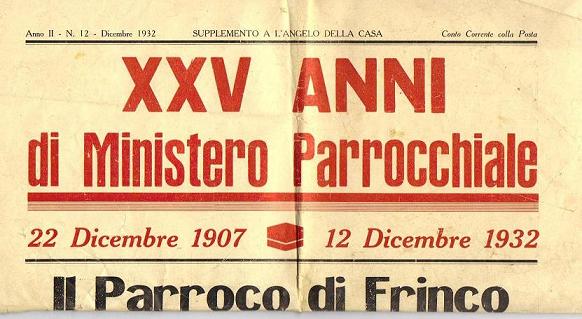 Anno II - N. 12 - Dicembre 1932 SUPPLEMENTO A L'ANGELO DELLA CASA Conto Corrente colla Posta
XXV ANNI
di Ministero Parrocchiale
22 Dicembre 1907 12 Dicembre 1932
Il Parroco di Frinco